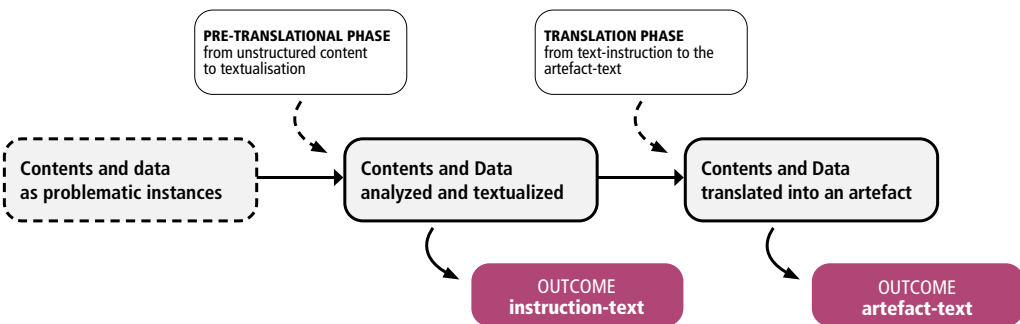 PRE-TRANSLATIONAL PHASE
from unstructured content
to textualisation
TRANSLATION PHASE
from text-instruction to the
artefact-text
Contents and data
as problematic instances
Contents and Data
analyzed and textualized
Contents and Data
translated into an artefact
OUTCOME
instruction-text
OUTCOME
artefact-text